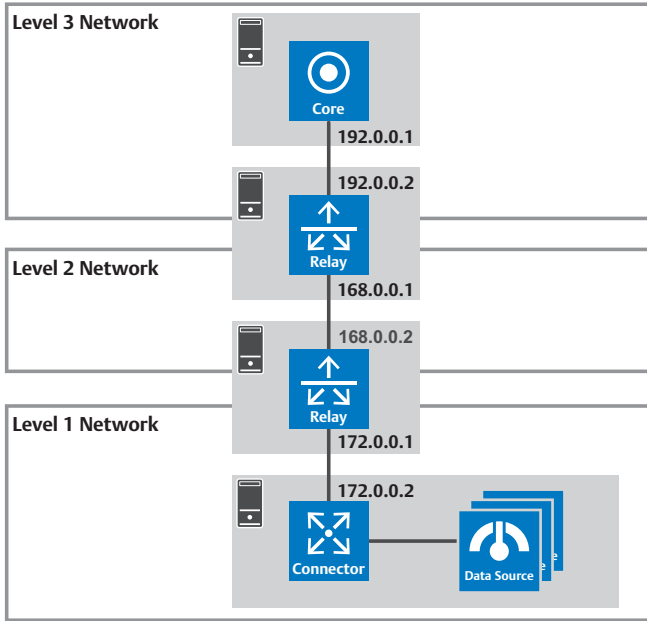 Level 3 Network
Core
192.0.0.1
192.0.0.2
Relay
168.0.0.1
Level 2 Network
168.0.0.2
Relay
172.0.0.1
Level 1 Network
172.0.0.2
Connector
Data Source